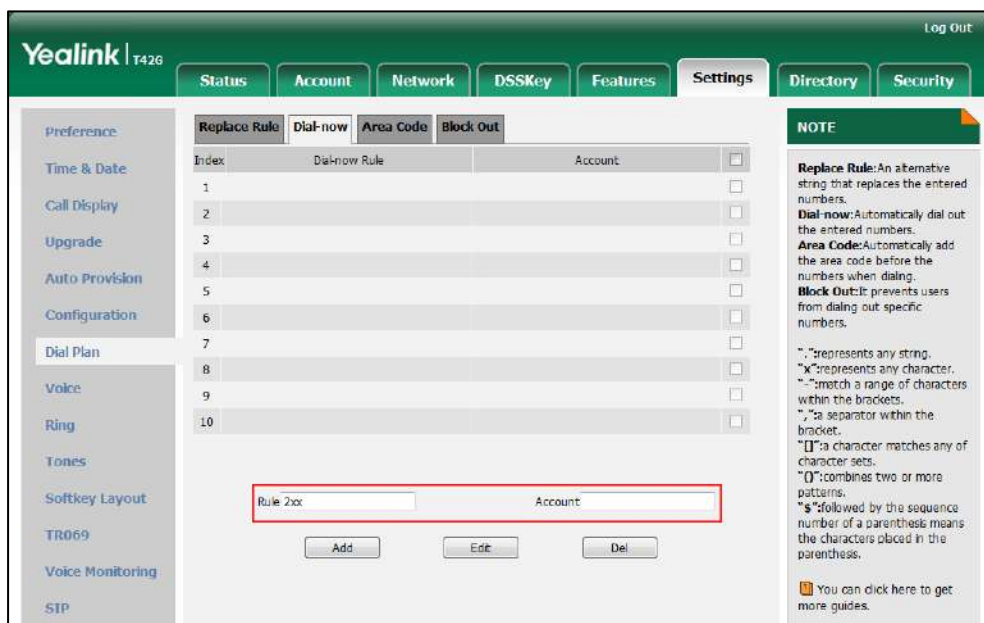 Log Out
Yealink | T42G
Status Account Network DSSKey Features Settings Directory Security
Preference
Time & Date
Call Display
Upgrade
Auto Provision
Configuration
Dial Plan
Voice
Ring
Tones
Softkey Layout
TR069
Voice Monitoring
SIP
Replace Rule Dial-now Area Code Block Out
Index Dial-now Rule Account
1
2
3
4
5
6
7
8
9
10
Rule 2xx Account
Add Edit Del
NOTE
Replace Rule:An alternative
string that replaces the entered
numbers.
Dial-now:Automatically dial out
the entered numbers.
Area Code:Automatically add
the area code before the
numbers when dialing.
Block Out:It prevents users
from dialing out specific
numbers.
".":represents any string.
"x":represents any character.
"-":match a range of characters
within the brackets.
",":a separator within the
bracket.
"[]":a character matches any of
character sets.
"()":combines two or more
patterns.
"$":followed by the sequence
number of a parenthesis means
the characters placed in the
parenthesis.
You can click here to get
more guides.